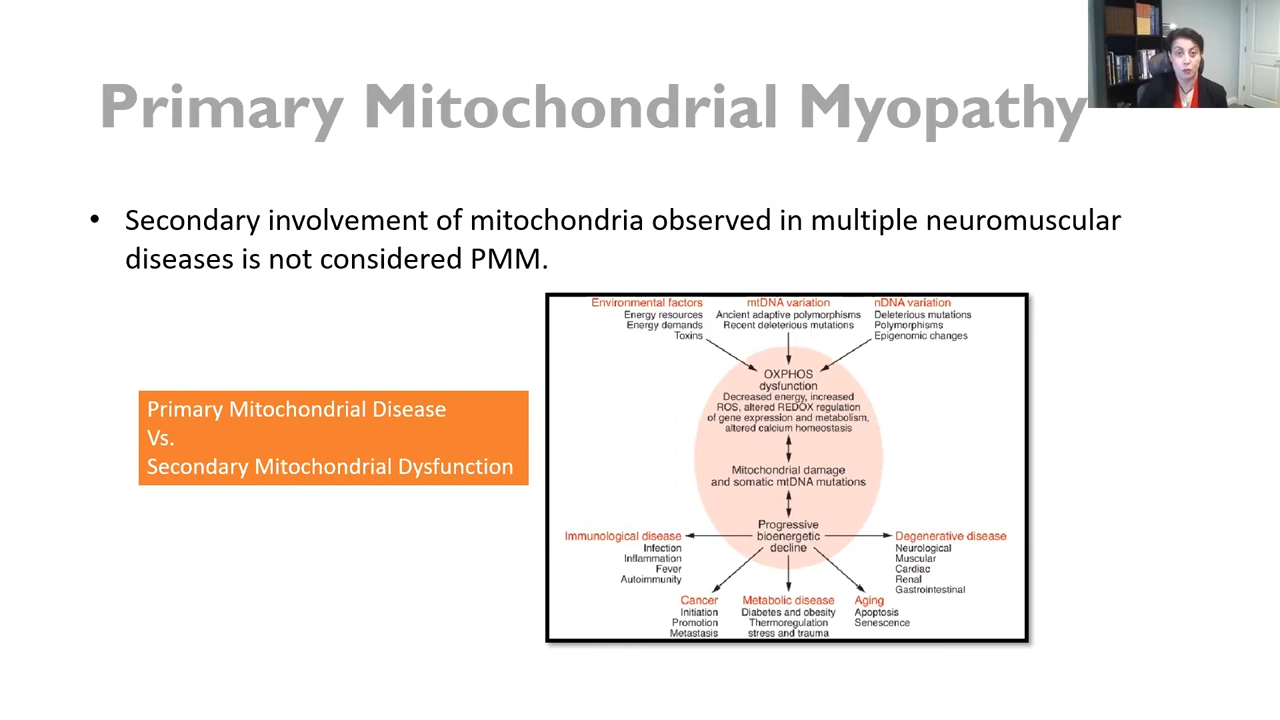 Primary Mitochondrial Myopathy
• Secondary involvement of mitochondria observed in multiple neuromuscular
diseases is not considered PMM.
Primary Mitochondrial Disease
Vs.
Secondary Mitochondrial Dysfunction
Environmental factors
Energy resources
Energy demands
Toxins
mtDNA variation
Ancient adaptive polymorphisms
Recent deleterious mutations
nDNA variation
Deleterious mutations
Polymorphisms
Epigenomic changes
OXPHOS
dysfunction
Decreased energy, increased
ROS, altered REDOX regulation
of gene expression and metabolism,
altered calcium homeostasis
Mitochondrial damage
and somatic mtDNA mutations
Progressive
bioenergetic
decline
Immunological disease
Infection
Inflammation
Fever
Autoimmunity
Degenerative disease
Neurological
Muscular
Cardiac
Renal
Gastrointestinal
Cancer
Initiation
Promotion
Metastasis
Metabolic disease
Diabetes and obesity
Thermoregulation
stress and trauma
Aging
Apoptosis
Senescence